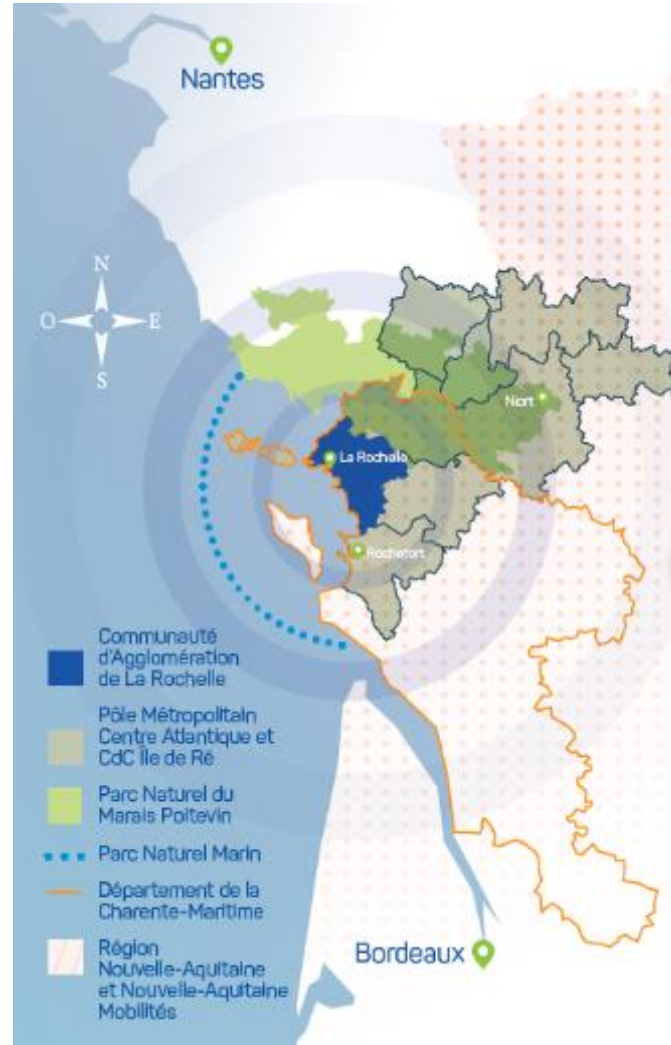 Nantes
N
O
E
S
Niort
La Rochelle
Rochefort
Communauté
d'Agglomération
de La Rochelle
Pôle Métropolitain
Centre Atlantique et
CdC Île de Ré
Parc Naturel du
Marais Poitevin
Parc Naturel Marin
Département de la
Charente-Maritime
Région
Nouvelle-Aquitaine
et Nouvelle-Aquitaine
Mobilités
Bordeaux